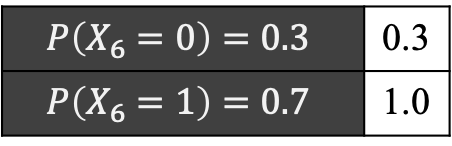 P(X₆ = 0) = 0.3 0.3
P(X₆ = 1) = 0.7 1.0